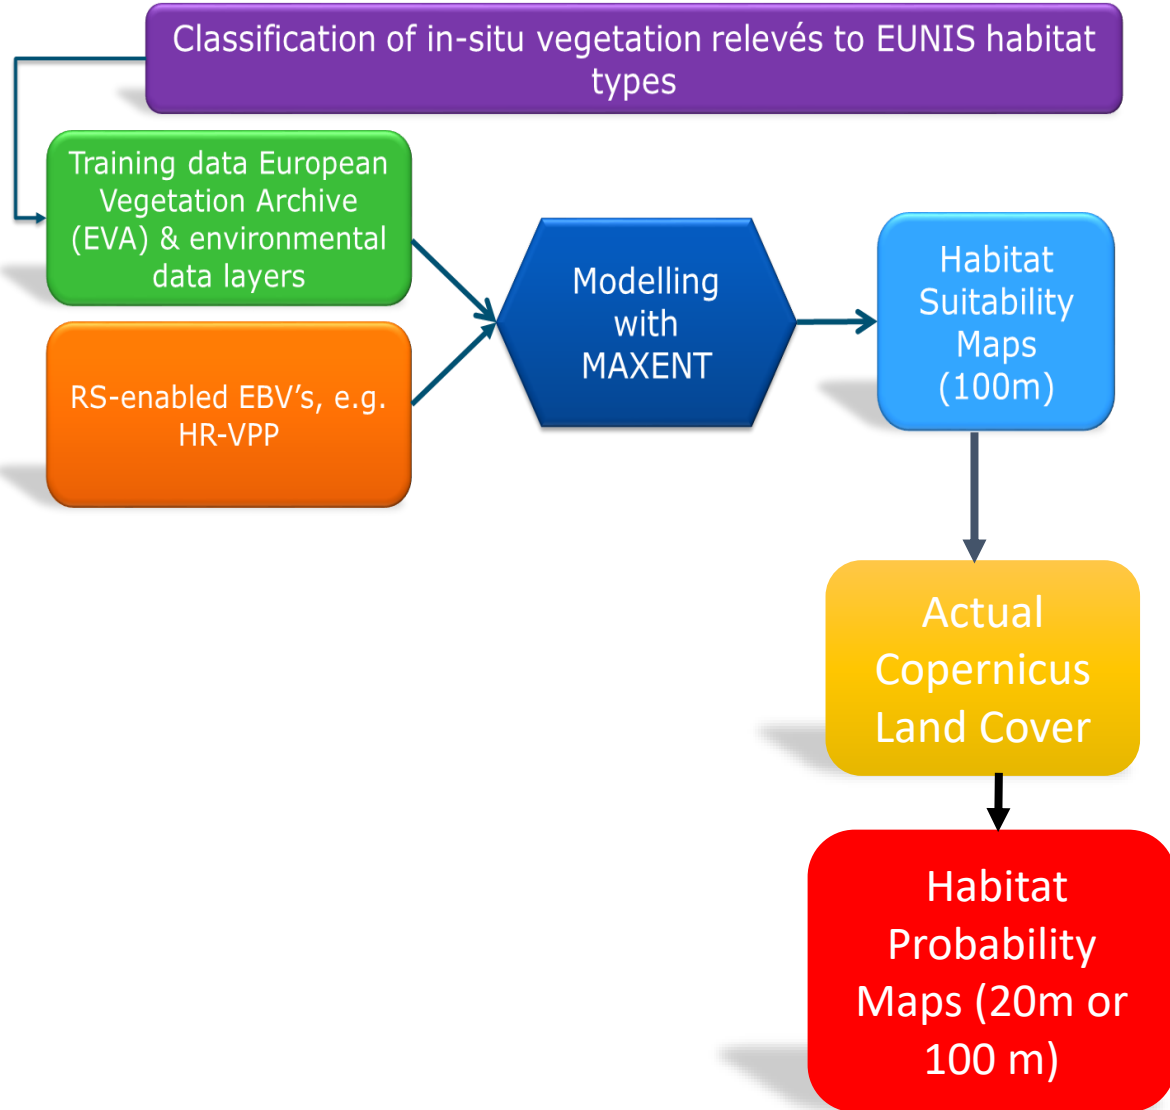 Classification of in-situ vegetation relevés to EUNIS habitat
types
Training data European
Vegetation Archive
(EVA) & environmental
data layers
RS-enabled EBV's, e.g.
HR-VPP
Modelling
with
MAXENT
Habitat
Suitability
Maps
(100m)
Actual
Copernicus
Land Cover
Habitat
Probability
Maps (20m or
100 m)